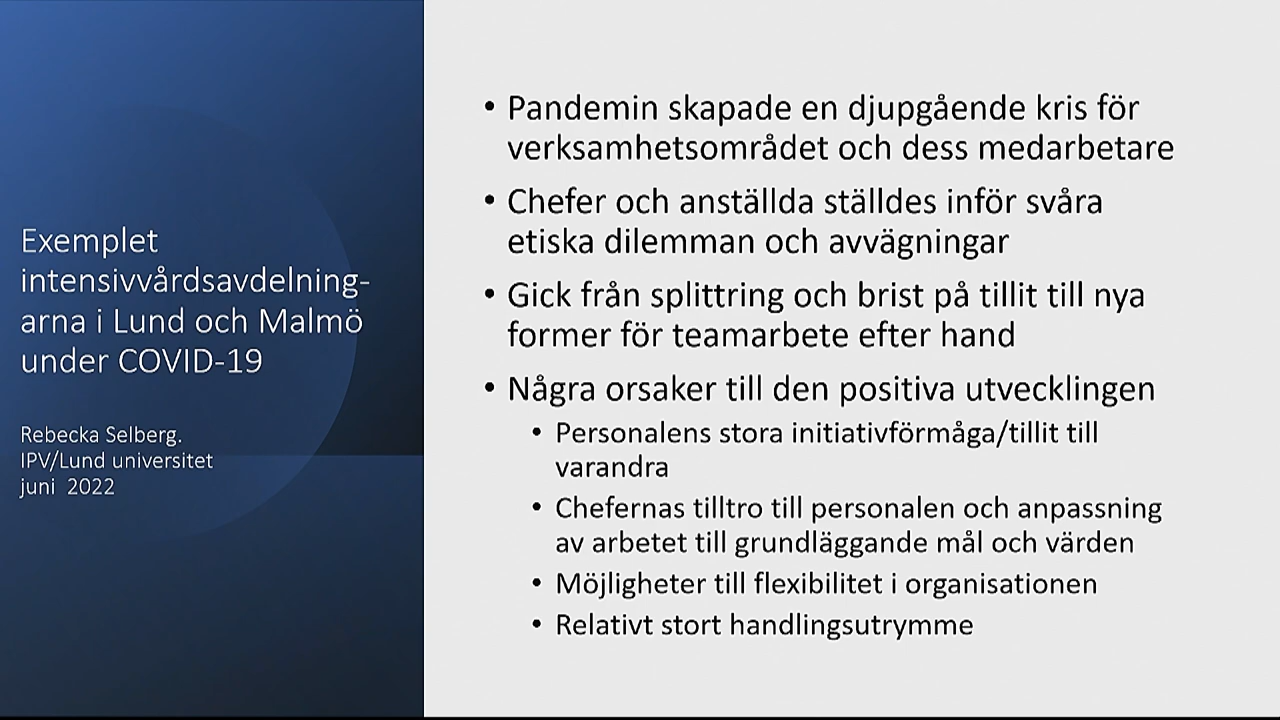 Exemplet
intensivvårdsavdelning-
arna i Lund och Malmö
under COVID-19
Rebecka Selberg.
IPV/Lund universitet
juni 2022
• Pandemin skapade en djupgående kris för
verksamhetsområdet och dess medarbetare
• Chefer och anställda ställdes inför svåra
etiska dilemman och avvägningar
• Gick från splittring och brist på tillit till nya
former för teamarbete efter hand
• Några orsaker till den positiva utvecklingen
• Personalens stora initiativförmåga/tillit till
varandra
• Chefernas tilltro till personalen och anpassning
av arbetet till grundläggande mål och värden
• Möjligheter till flexibilitet i organisationen
• Relativt stort handlingsutrymme